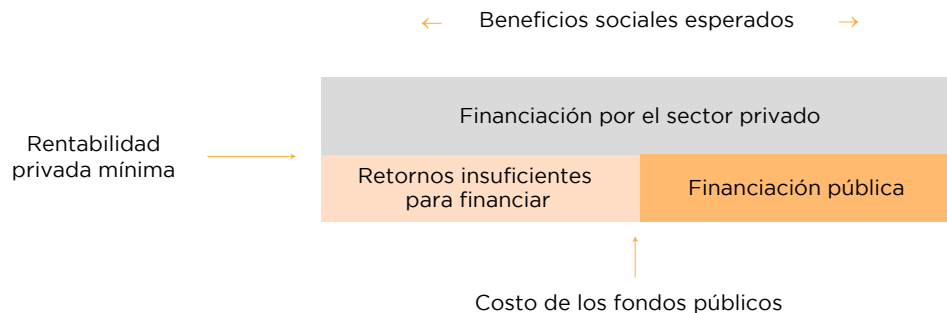 ← Beneficios sociales esperados →
Financiación por el sector privado
Rentabilidad
privada mínima
Retornos insuficientes
para financiar
Financiación pública
Costo de los fondos públicos